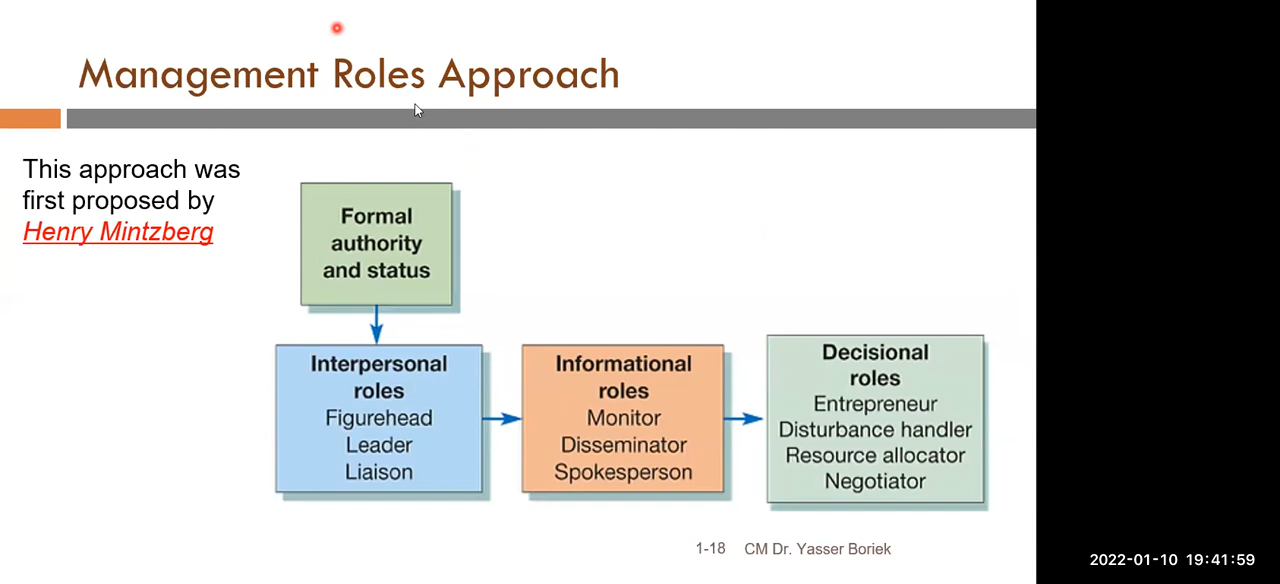 Management Roles Approach
This approach was
first proposed by
Henry Mintzberg
Formal
authority
and status
Interpersonal
roles
Figurehead
Leader
Liaison
Informational
roles
Monitor
Disseminator
Spokesperson
Decisional
roles
Entrepreneur
Disturbance handler
Resource allocator
Negotiator
1-18 CM Dr. Yasser Boriek
2022-01-10 19:41:59